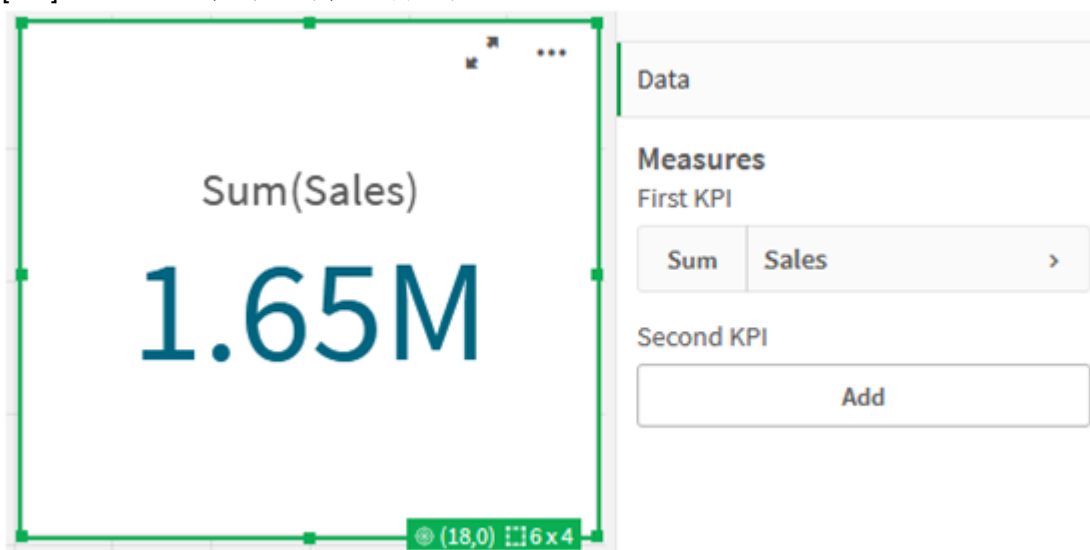 Sum(Sales)
1.65M
(18,0) 6 x 4
Data
Measures
First KPI
Sum Sales
Second KPI
Add